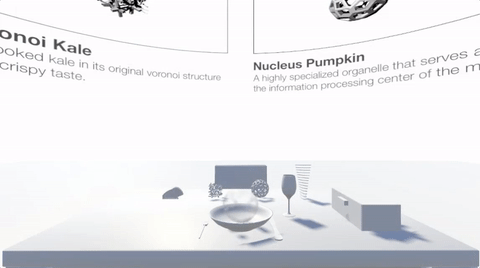 onoi Kale
ooked kale in its original voronoi structure
crispy taste.
Nucleus Pumpkin
A highly specialized organelle that serves a
the information processing center of the m